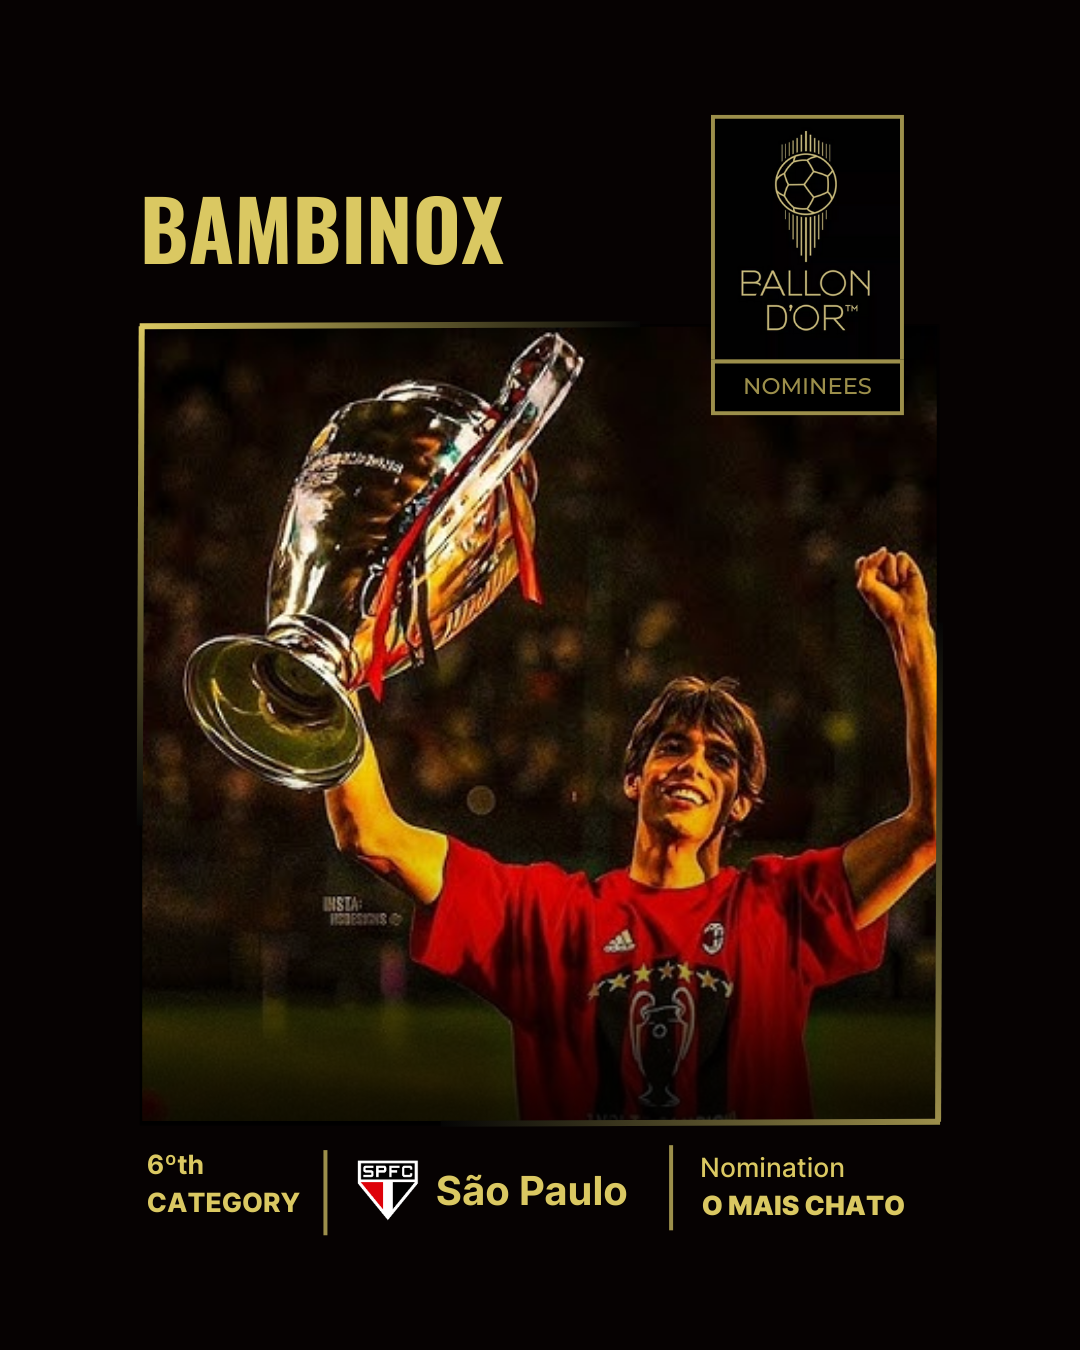 BAMBINOX
BALLON
D'OR™
NOMINEES
INSTA:
6ºth
CATEGORY
SPFC
São Paulo
Nomination
O MAIS CHATO